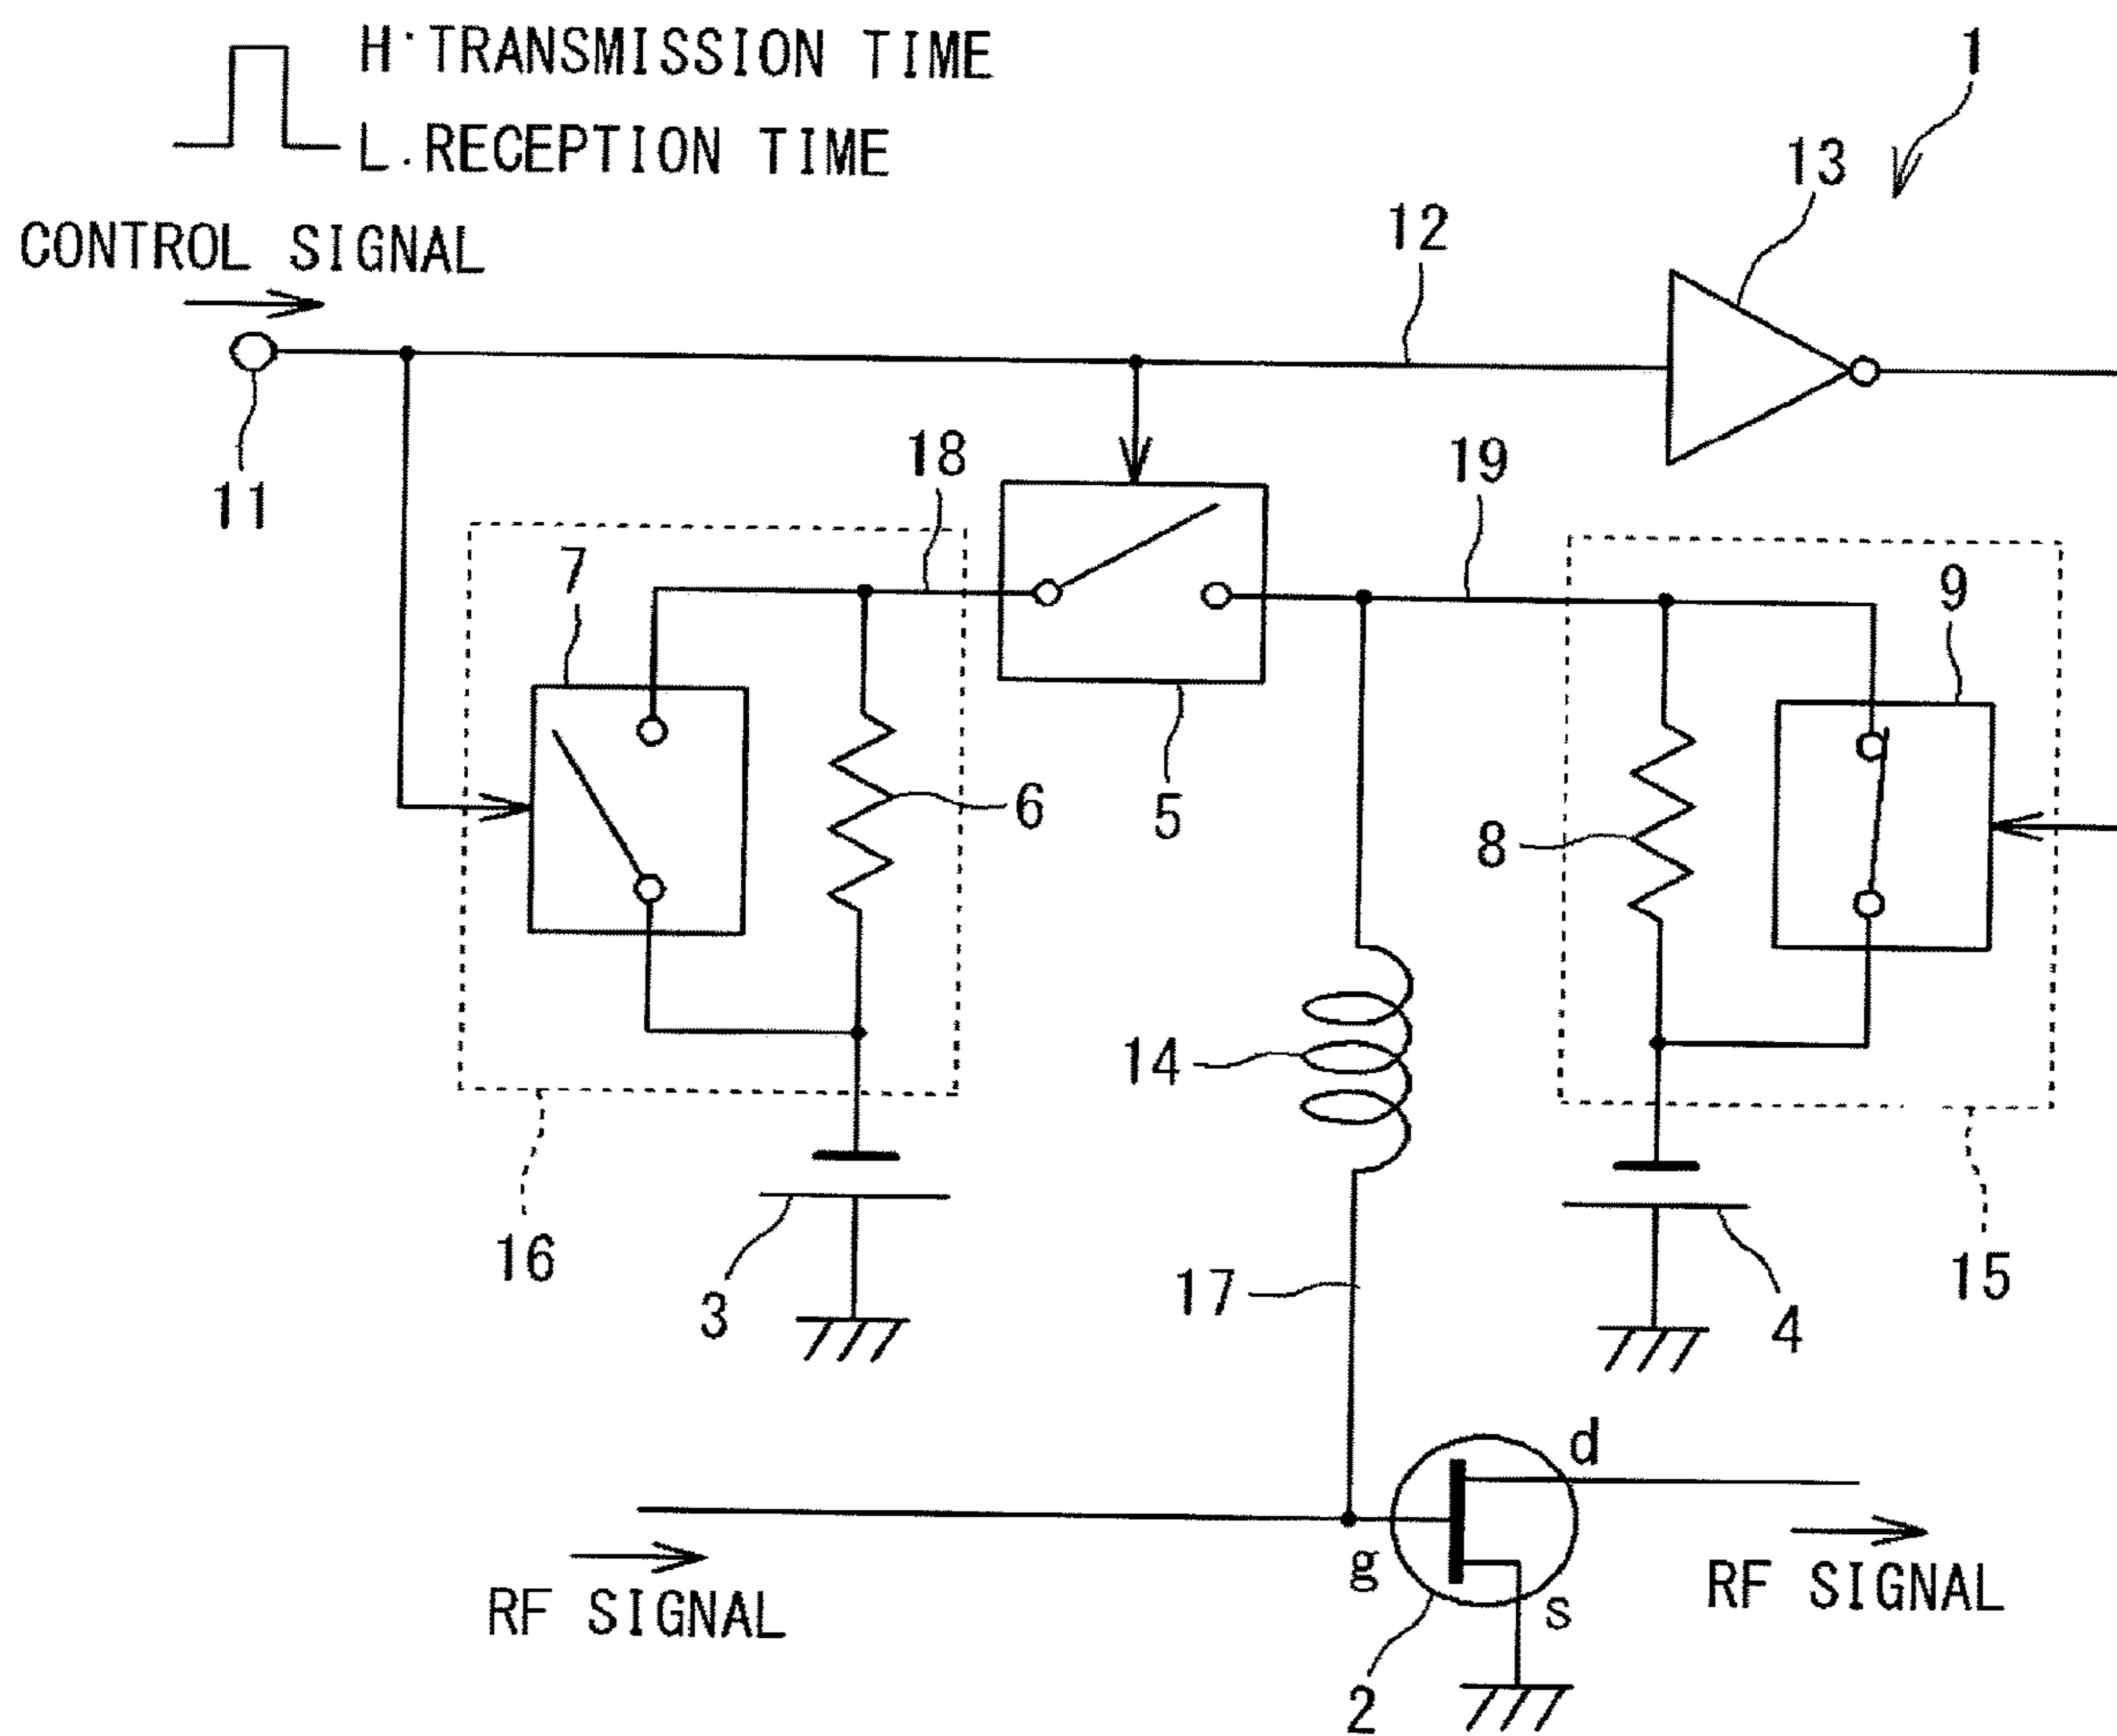 H·TRANSMISSION TIME
L.RECEPTION TIME
CONTROL SIGNAL
1
13
12
11
18
19
7
9
6
5
8
14
16
3
17
4
15
d
g
s
RF SIGNAL
RF SIGNAL
2